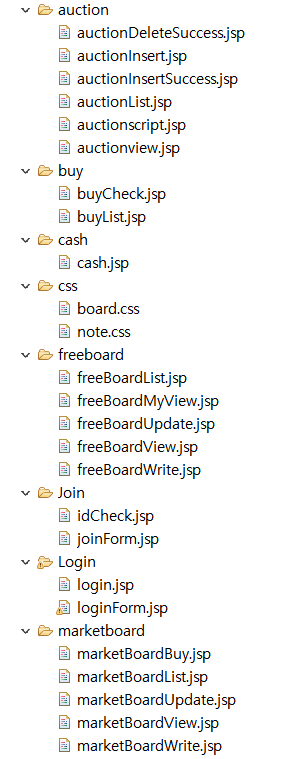 auction
auctionDeleteSuccess.jsp
auctionInsert.jsp
auctionInsertSuccess.jsp
auctionList.jsp
auctionscript.jsp
auctionview.jsp
buy
buyCheck.jsp
buyList.jsp
cash
cash.jsp
css
board.css
note.css
freeboard
freeBoardList.jsp
freeBoardMyView.jsp
freeBoardUpdate.jsp
freeBoardView.jsp
freeBoardWrite.jsp
Join
idCheck.jsp
joinForm.jsp
Login
login.jsp
loginForm.jsp
marketboard
marketBoardBuy.jsp
marketBoardList.jsp
marketBoardUpdate.jsp
marketBoardView.jsp
marketBoardWrite.jsp